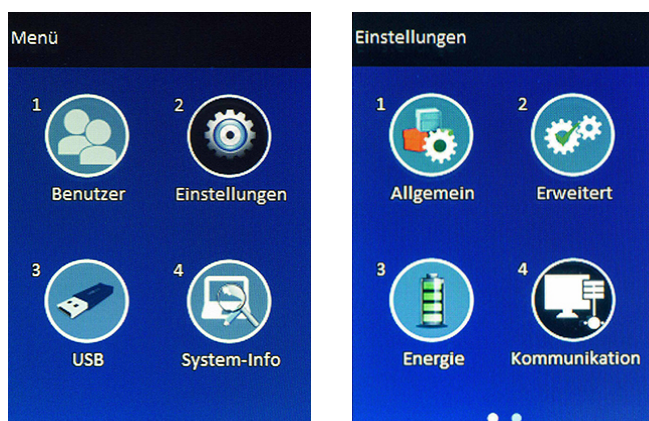 Menü
1
2
Benutzer
Einstellungen
3
4
USB
System-Info
Einstellungen
1
2
Allgemein
Erweitert
3
4
Energie
Kommunikation